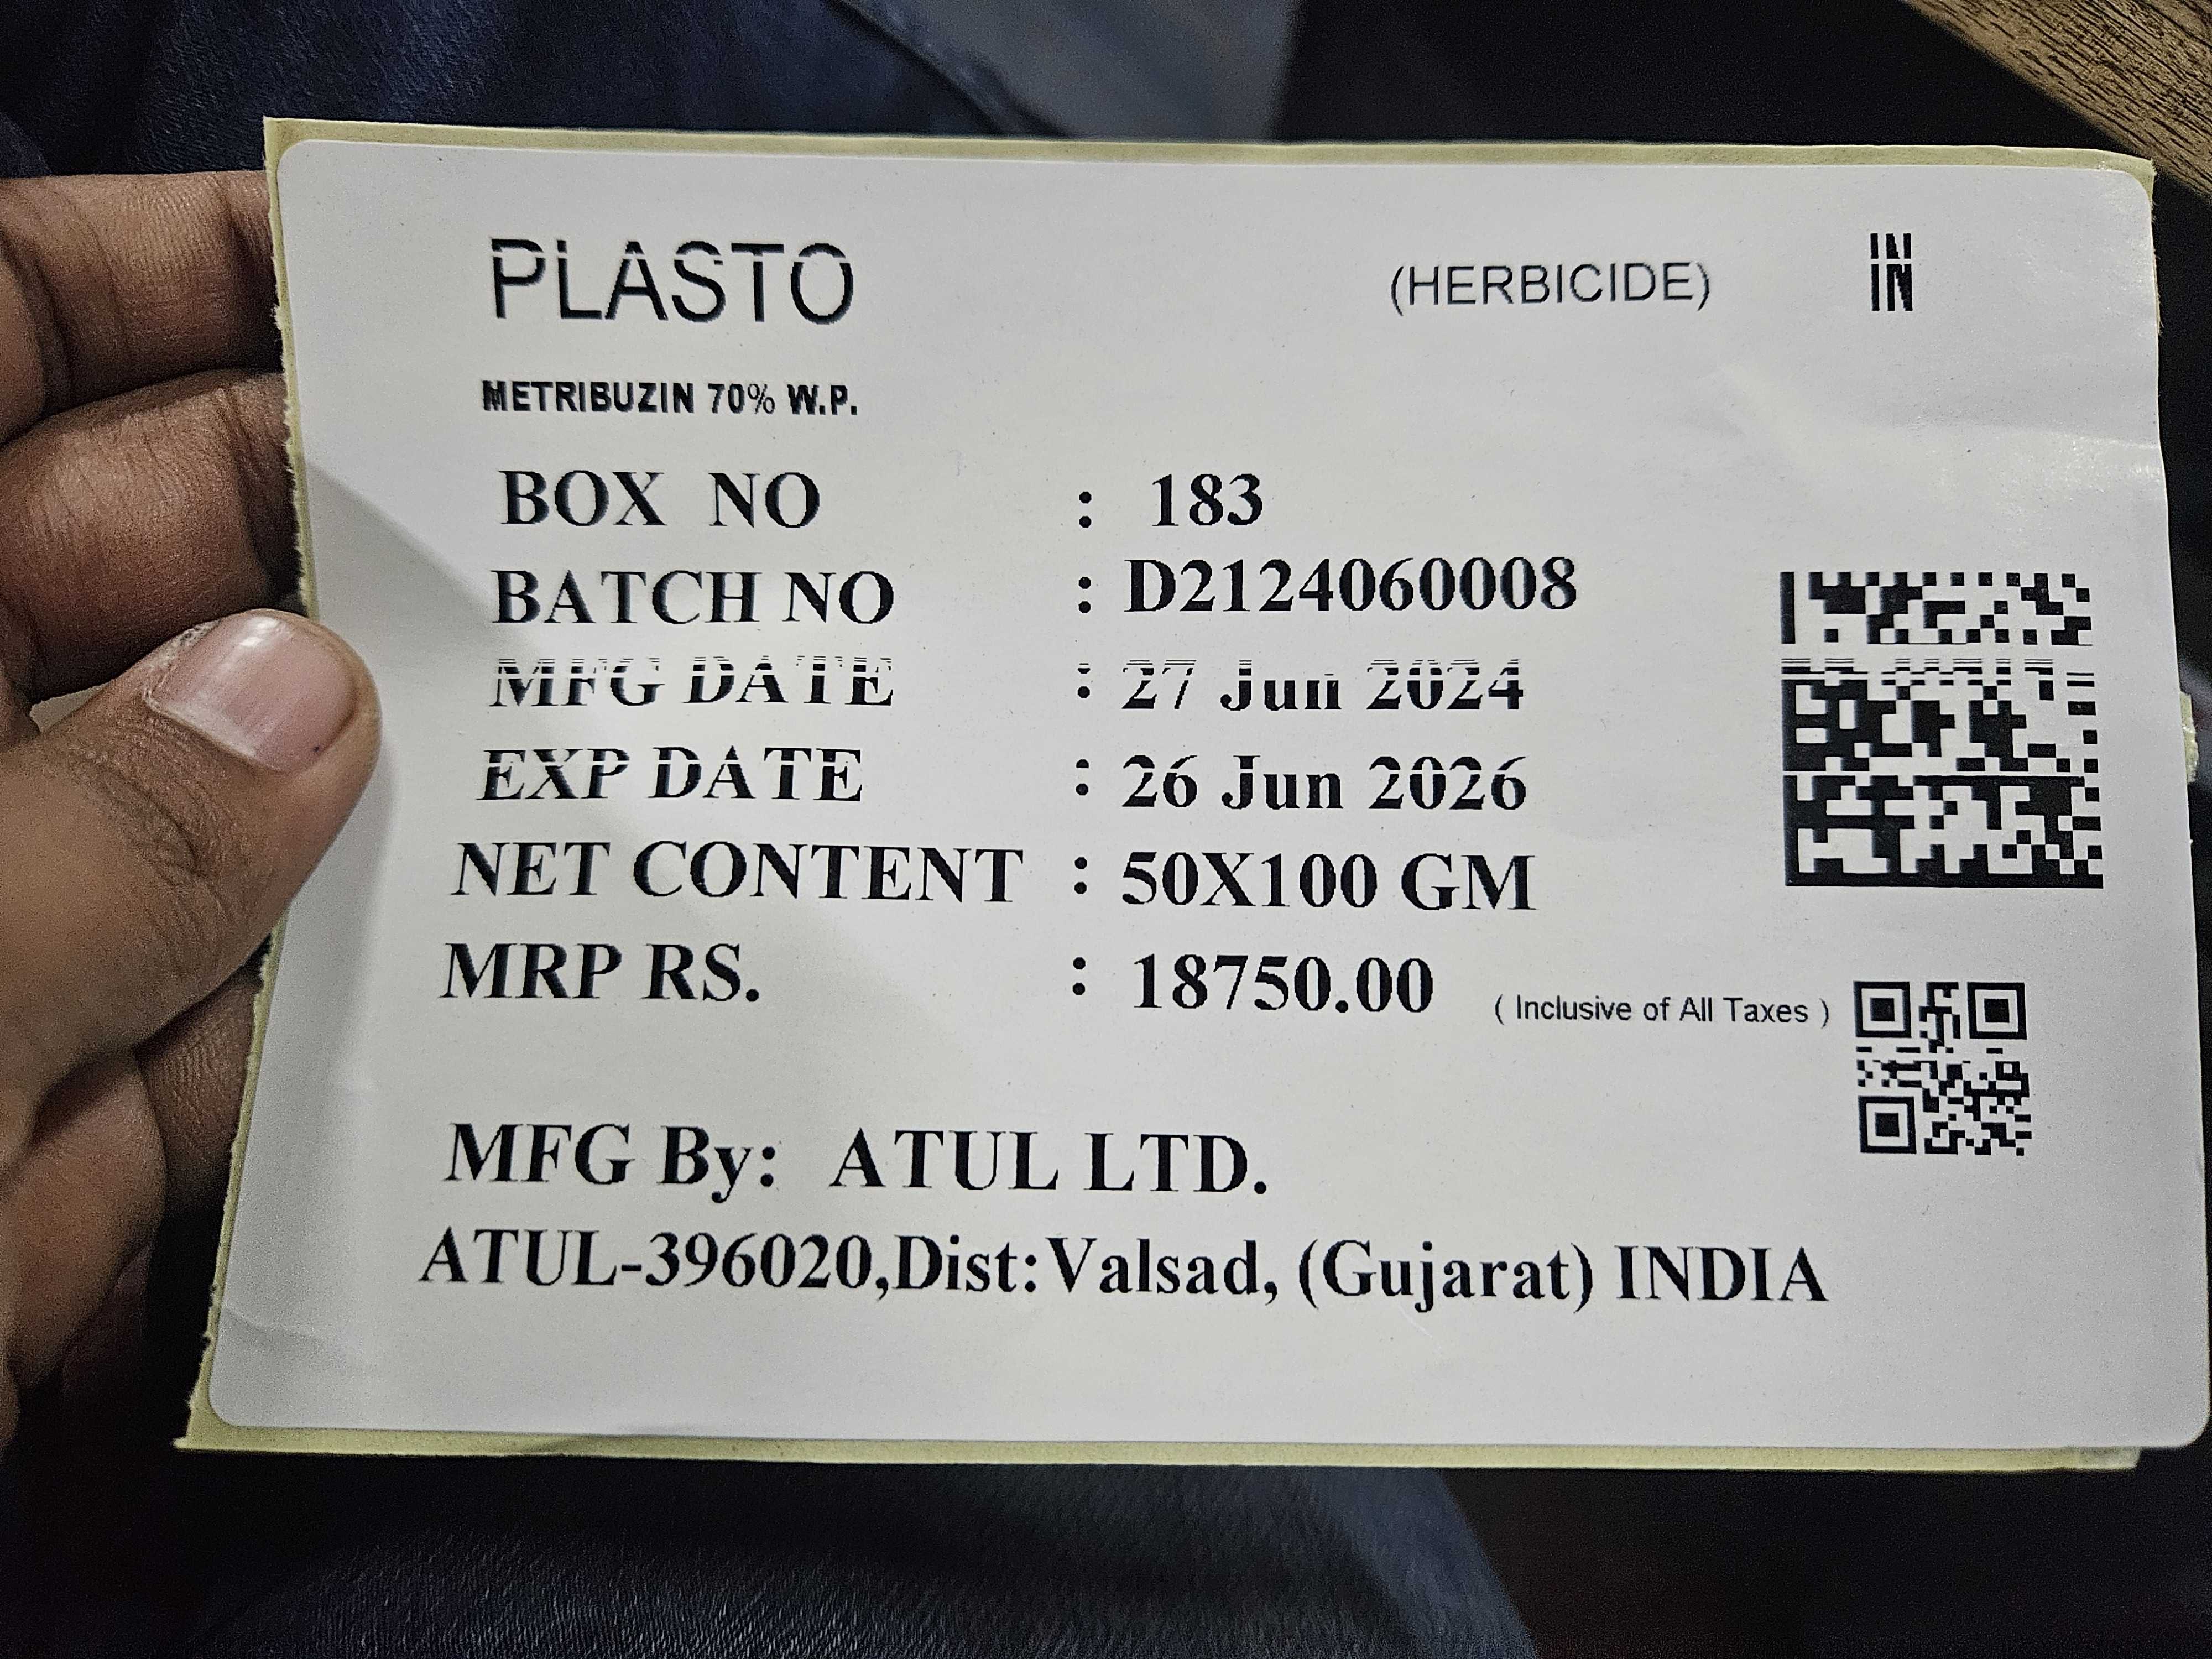 PLASTO (HERBICIDE) IN
METRIBUZIN 70% W.P.
BOX NO : 183
BATCH NO : D2124060008
MFG DATE : 27 Jun 2024
EXP DATE : 26 Jun 2026
NET CONTENT : 50X100 GM
MRP RS. : 18750.00 ( Inclusive of All Taxes )
MFG By: ATUL LTD.
ATUL-396020,Dist:Valsad, (Gujarat) INDIA